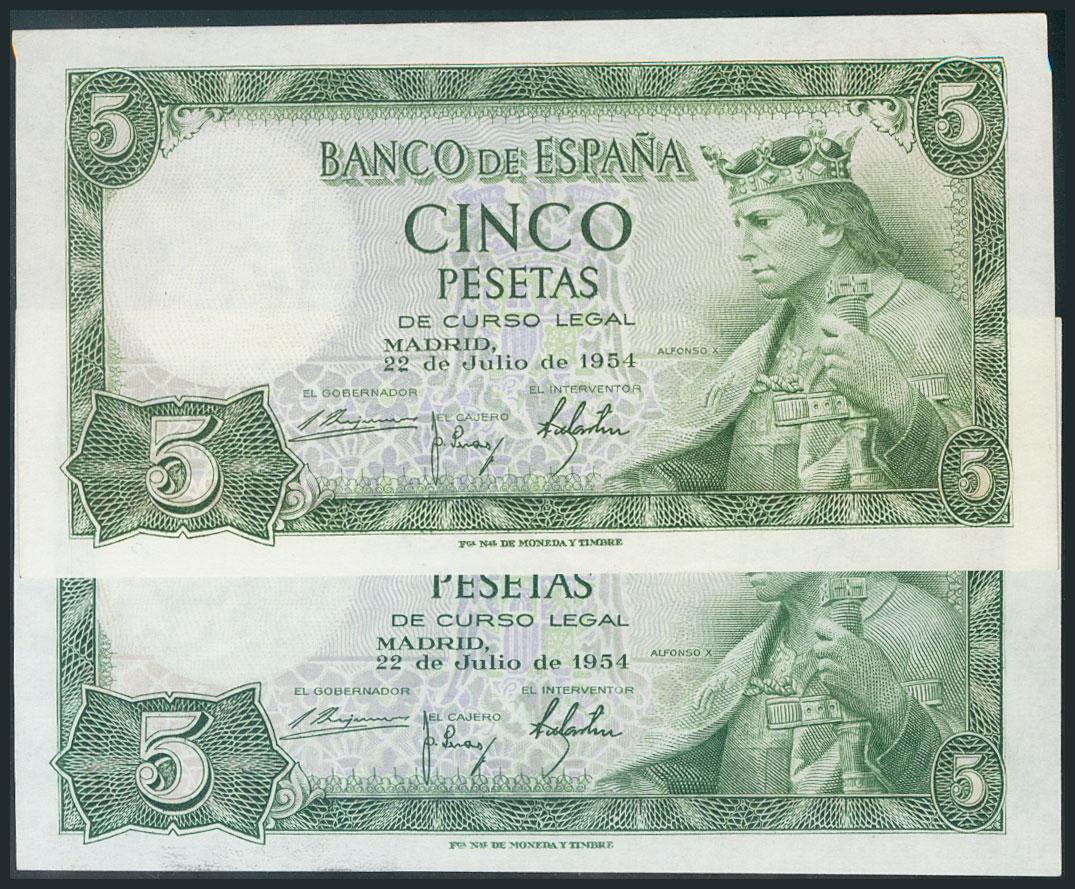 5 5
BANCO DE ESPAÑA
CINCO
PESETAS
DE CURSO LEGAL
MADRID,
22 de Julio de 1954
ALFONSO X
EL GOBERNADOR EL INTERVENTOR
EL CAJERO
5 5
Fca. Nal. DE MONEDA Y TIMBRE
PESETAS
DE CURSO LEGAL
MADRID,
22 de Julio de 1954
ALFONSO X
EL GOBERNADOR EL INTERVENTOR
EL CAJERO
5 5
Fca. Nal. DE MONEDA Y TIMBRE